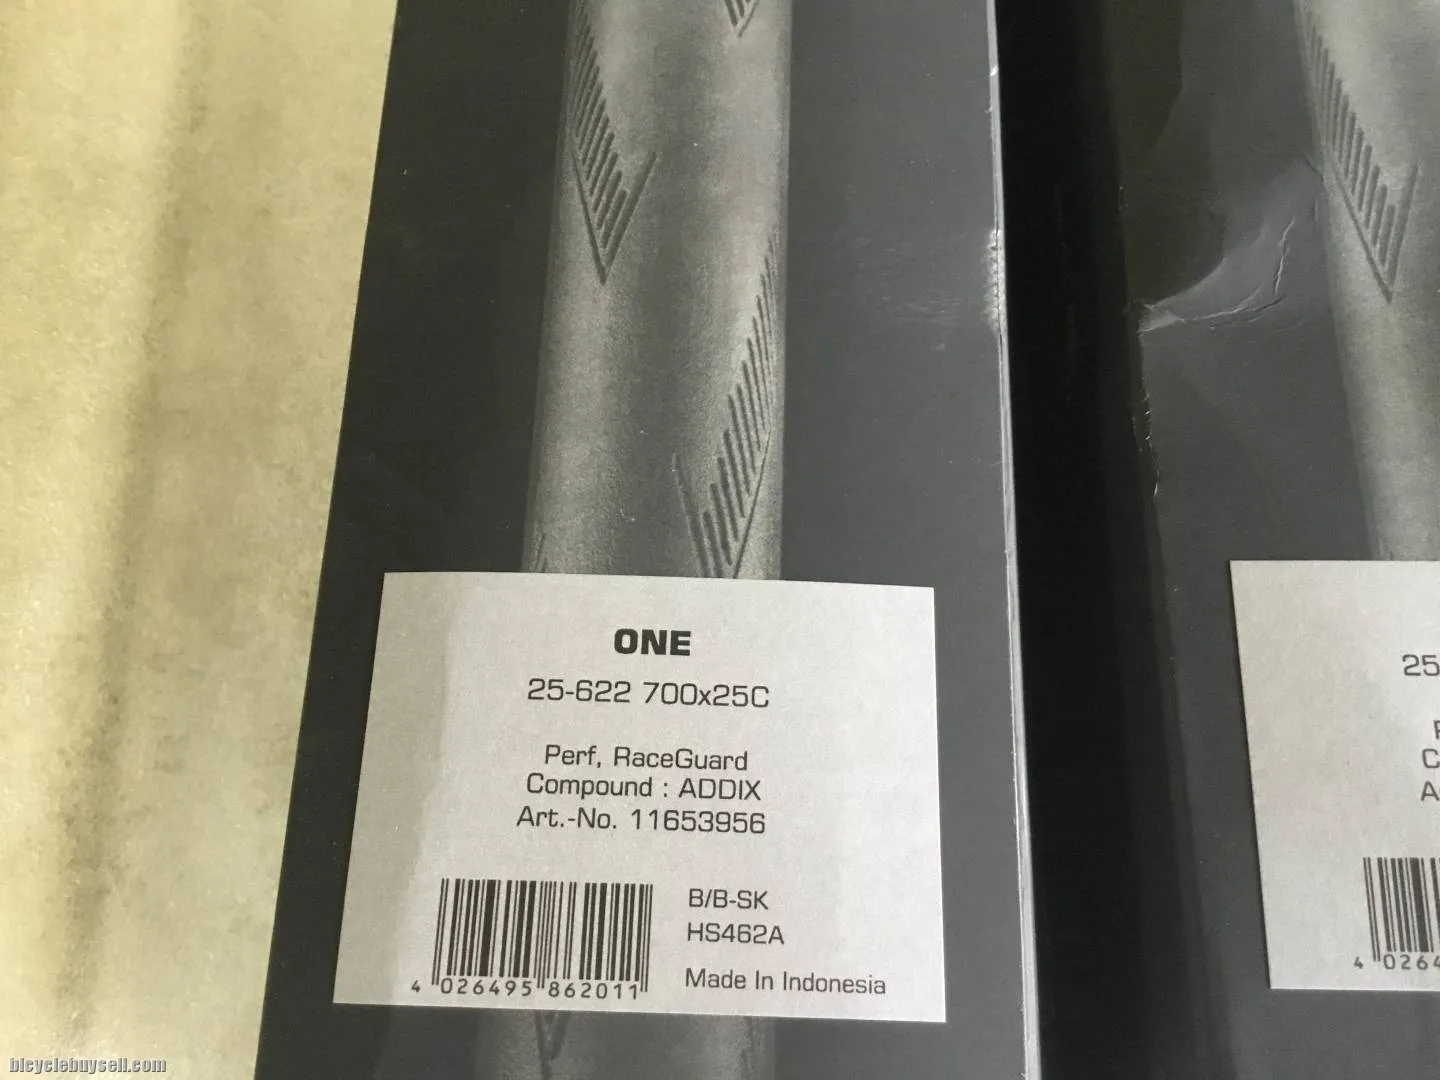 ONE
25-622 700x25C
Perf, RaceGuard
Compound : ADDIX
Art.-No. 11653956
B/B-SK
HS462A
Made In Indonesia
4 026495 862011
25
C
A
4 0264
bicyclebuysell.com